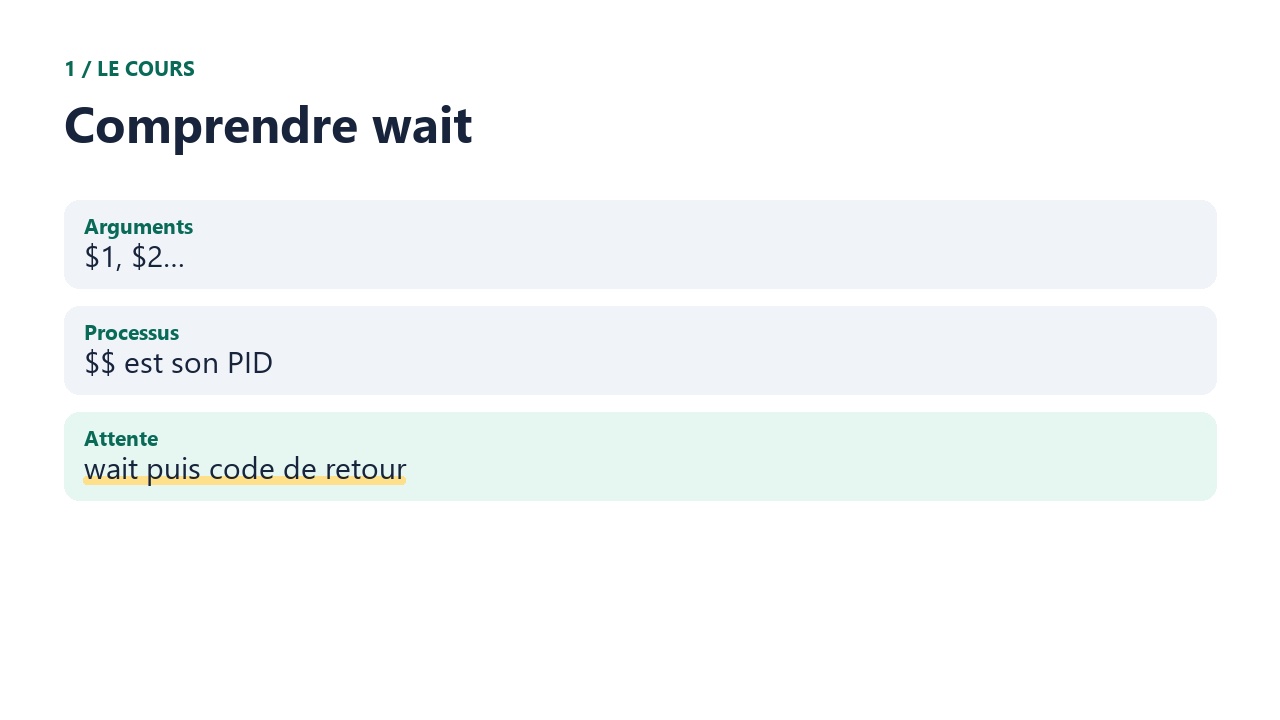 1 / LE COURS
Comprendre wait
Arguments
$1, $2...
Processus
$$ est son PID
Attente
wait puis code de retour